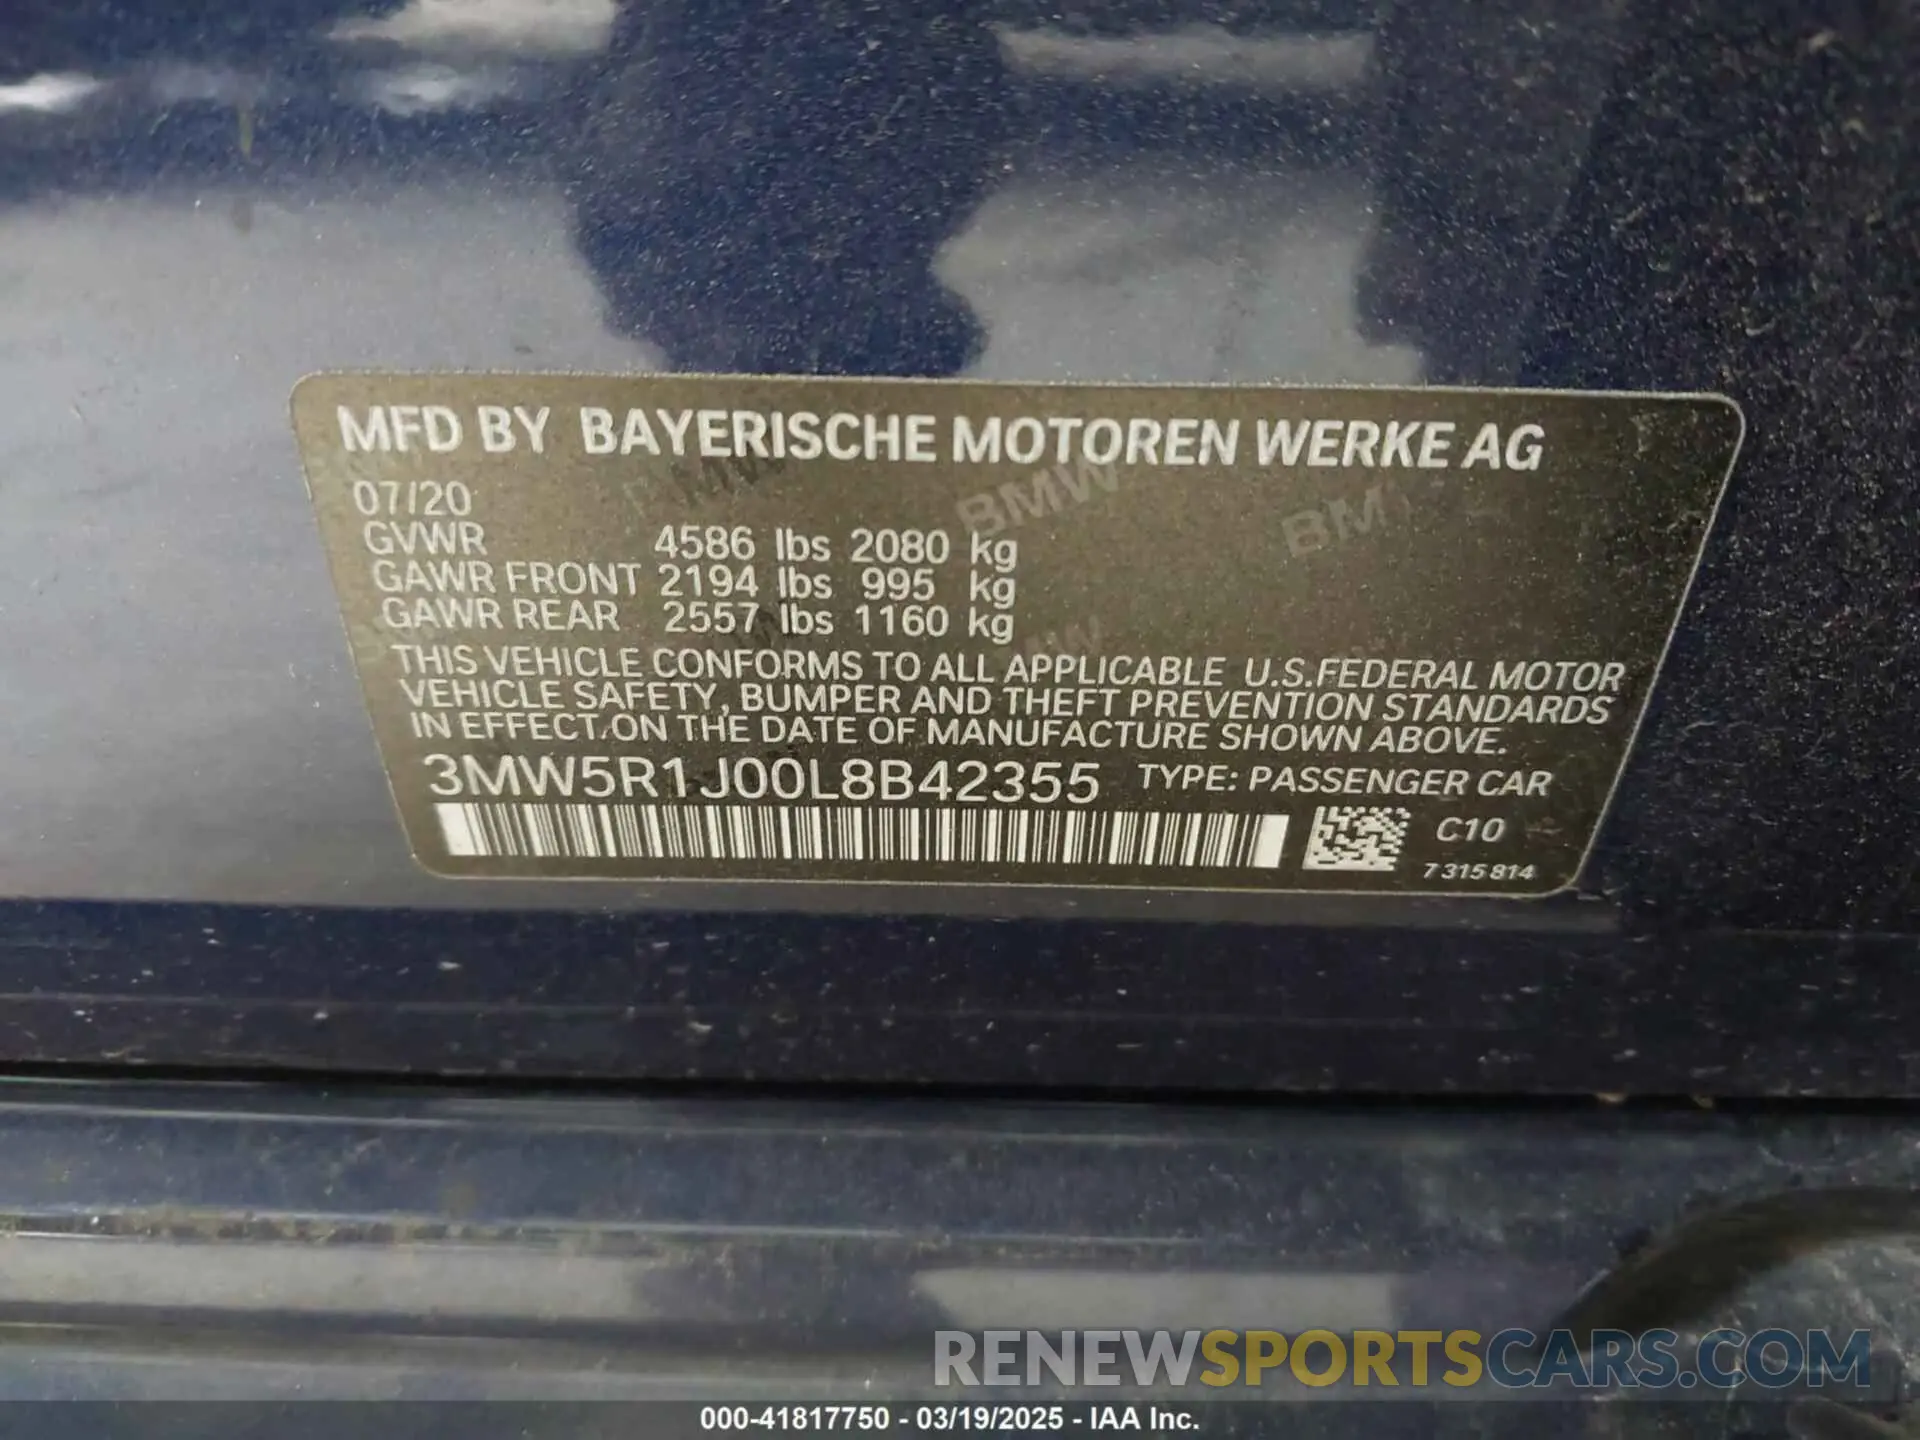 MFD BY BAYERISCHE MOTOREN WERKE AG
07/20
GVWR 4586 lbs 2080 kg
GAWR FRONT 2194 lbs 995 kg
GAWR REAR 2557 lbs 1160 kg
THIS VEHICLE CONFORMS TO ALL APPLICABLE U.S.FEDERAL MOTOR
VEHICLE SAFETY, BUMPER AND THEFT PREVENTION STANDARDS
IN EFFECT ON THE DATE OF MANUFACTURE SHOWN ABOVE.
3MW5R1J00L8B42355 TYPE: PASSENGER CAR
C10
7 315 814
RENEWSPORTSCARS.COM
000-41817750 - 03/19/2025 - IAA Inc.